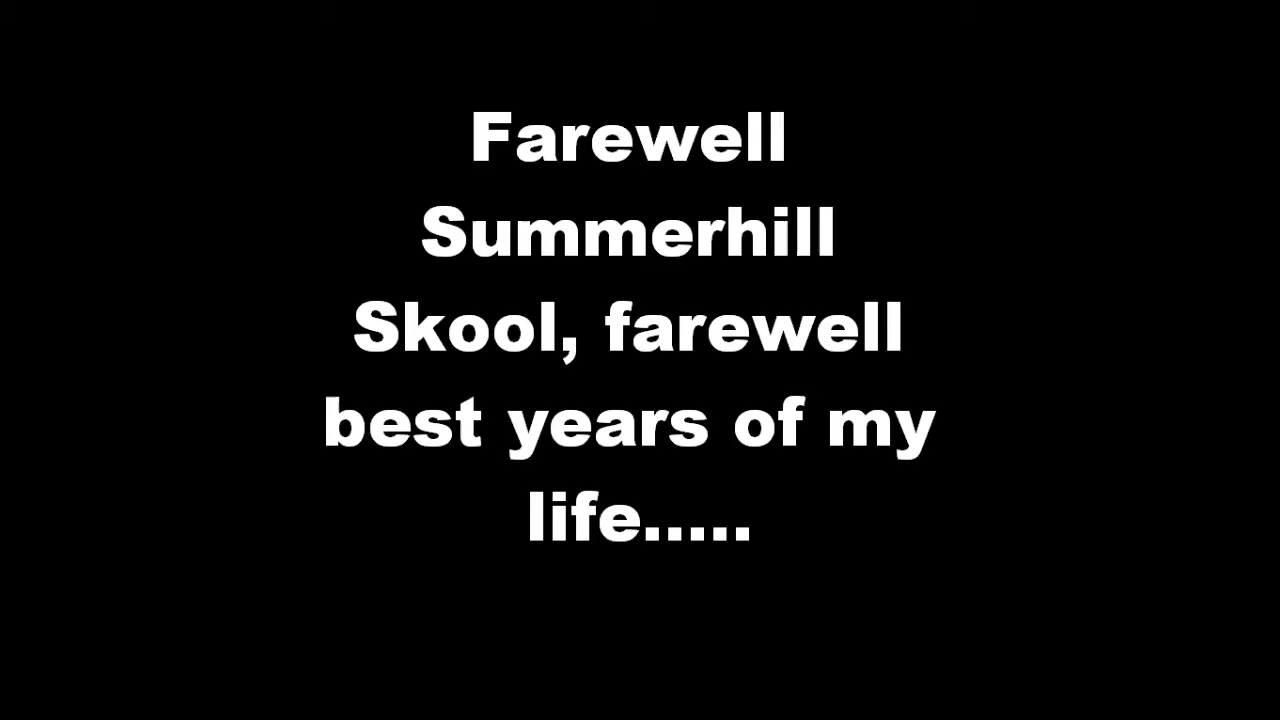 Farewell
Summerhill
Skool, farewell
best years of my
life.....